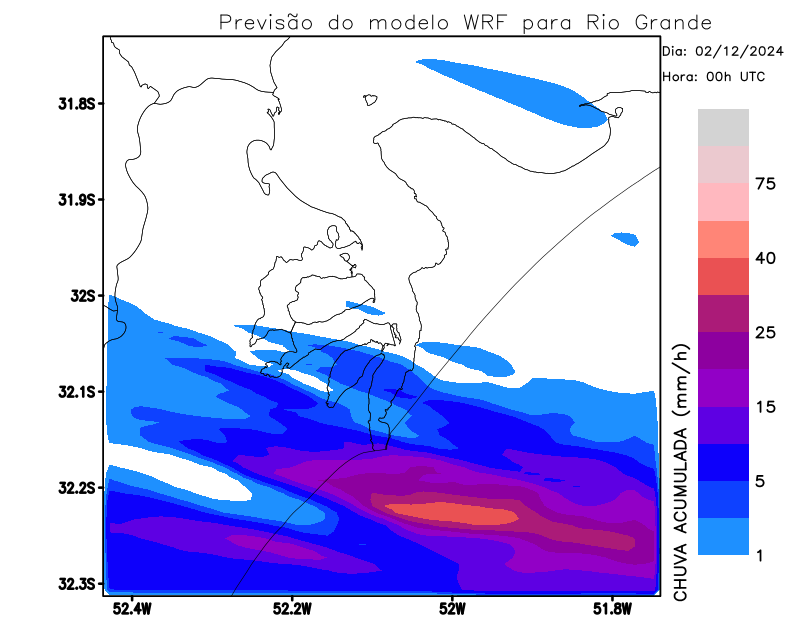 Previsão do modelo WRF para Rio Grande
Dia: 02/12/2024
Hora: 00h UTC
31.8S
31.9S
32S
32.1S
32.2S
32.3S
52.4W
52.2W
52W
51.8W
75
40
25
15
5
1
CHUVA ACUMULADA (mm/h)